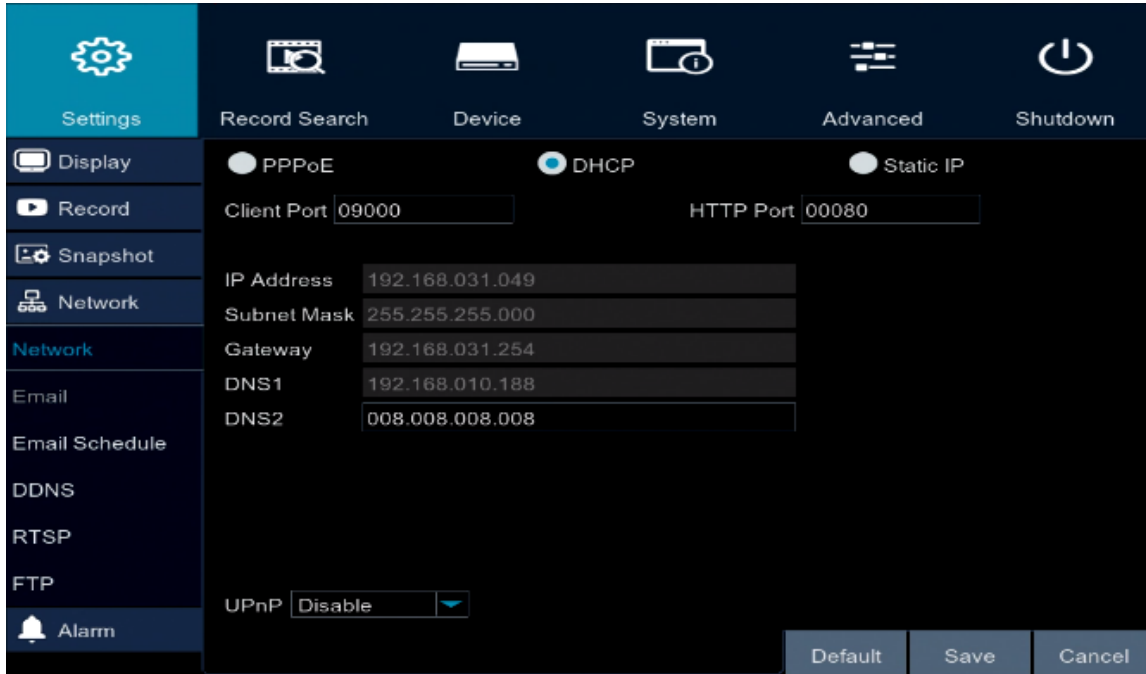 Settings Record Search Device System Advanced Shutdown
Display
Record
Snapshot
Network
Network
Email
Email Schedule
DDNS
RTSP
FTP
Alarm
PPPoE DHCP Static IP
Client Port 09000 HTTP Port 00080
IP Address 192.168.031.049
Subnet Mask 255.255.255.000
Gateway 192.168.031.254
DNS1 192.168.010.188
DNS2 008.008.008.008
UPnP Disable
Default Save Cancel